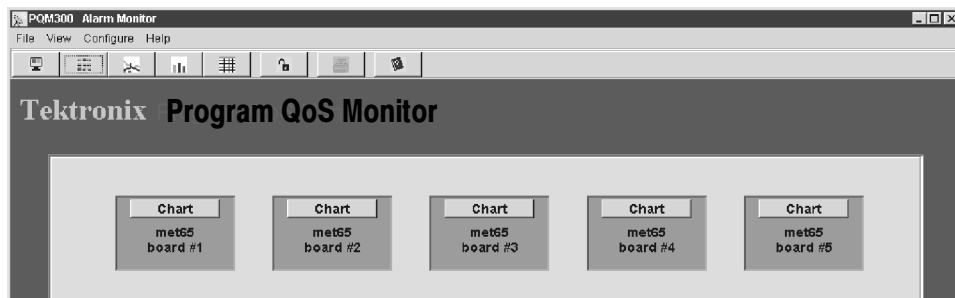 PQM300 Alarm Monitor
File View Configure Help
Tektronix Program QoS Monitor
Chart Chart Chart Chart Chart
met65 met65 met65 met65 met65
board #1 board #2 board #3 board #4 board #5